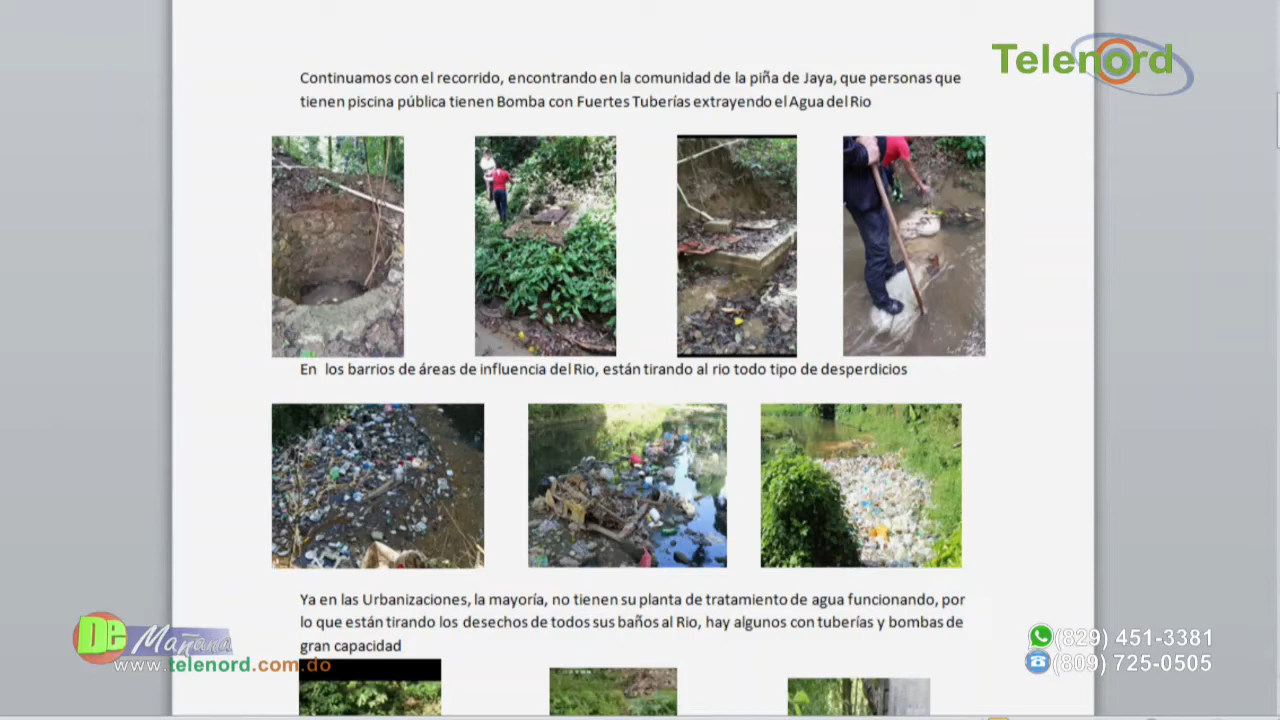 Telenord
Continuamos con el recorrido, encontrando en la comunidad de la piña de Jaya, que personas que
tienen piscina pública tienen Bomba con Fuertes Tuberías extrayendo el Agua del Rio
En los barrios de áreas de influencia del Rio, están tirando al rio todo tipo de desperdicios
Ya en las Urbanizaciones, la mayoría, no tienen su planta de tratamiento de agua funcionando, por
lo que están tirando los desechos de todos sus baños al Rio, hay algunos con tuberías y bombas de
gran capacidad
De Mañana
www.telenord.com.do
(829) 451-3381
(809) 725-0505